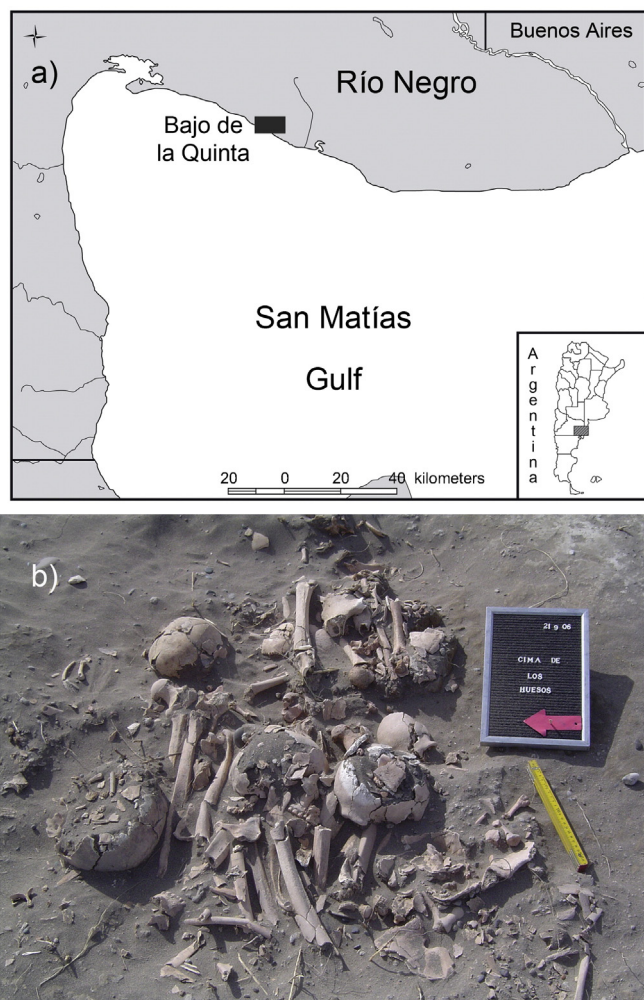 a)
Buenos Aires
Río Negro
Bajo de
la Quinta
San Matías
Gulf
Argentina
20 0 20 40 kilometers
b)
21 9 06
CIMA DE
LOS
HUESOS